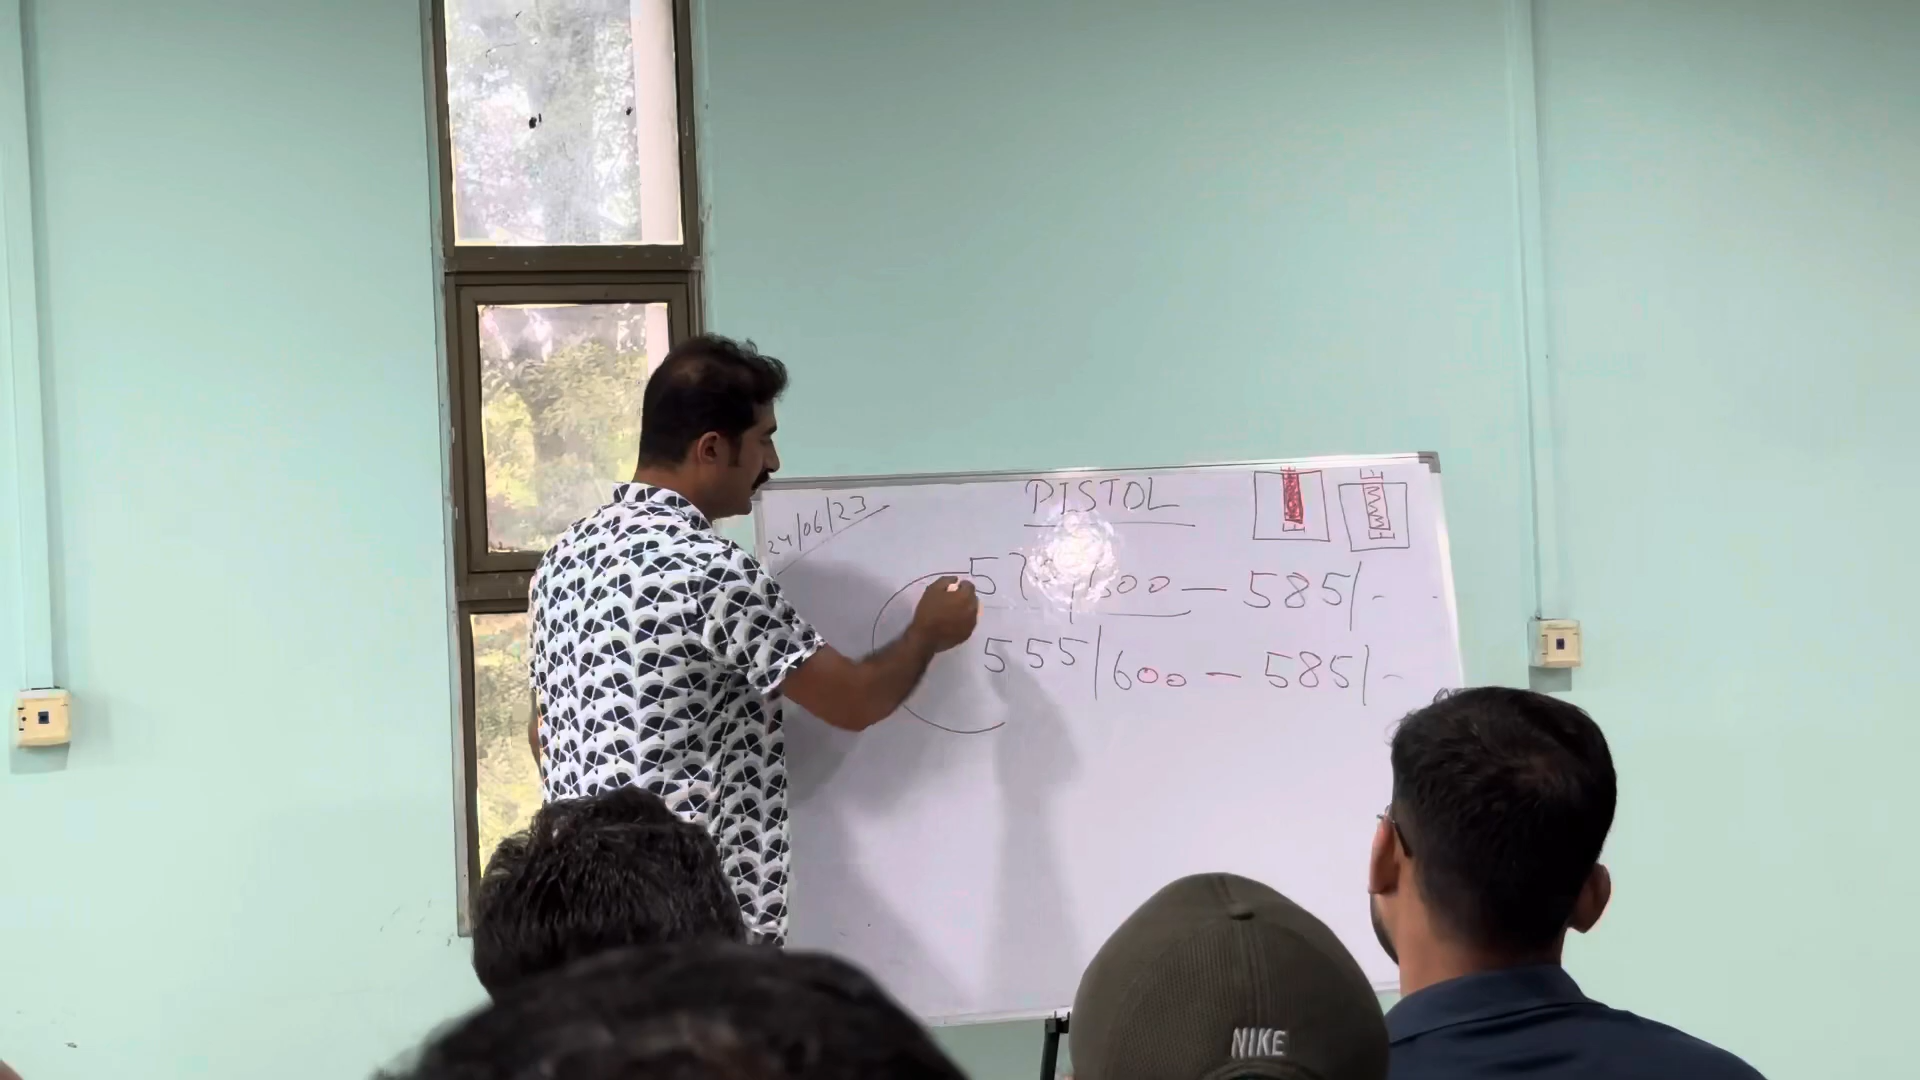 PISTOL
24/06/23
600 — 585/-
555/600 — 585/-
NIKE